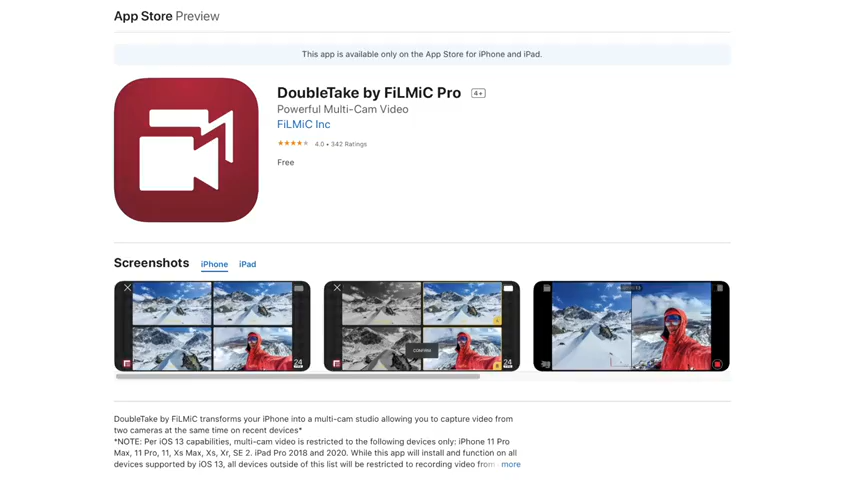 App Store Preview
This app is available only on the App Store for iPhone and iPad.
DoubleTake by FiLMiC Pro 4+
Powerful Multi-Cam Video
FiLMiC Inc
4.0 • 342 Ratings
Free
Screenshots iPhone iPad
CONFIRM
24
24
DoubleTake by FiLMiC transforms your iPhone into a multi-cam studio allowing you to capture video from
two cameras at the same time on recent devices*
*NOTE: Per iOS 13 capabilities, multi-cam video is restricted to the following devices only: iPhone 11 Pro
Max, 11 Pro, 11, Xs Max, Xs, Xr, SE 2. iPad Pro 2018 and 2020. While this app will install and function on all
devices supported by iOS 13, all devices outside of this list will be restricted to recording video from more